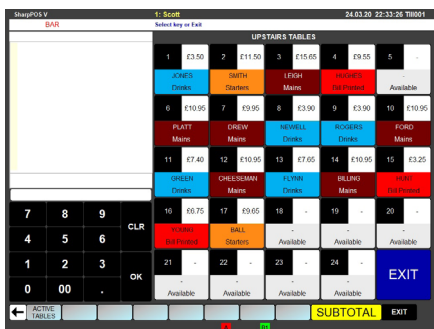 SharpPOS V 1: Scott 24.03.20 22:33:26 Till001
BAR Select key or Exit
UPSTAIRS TABLES
1 £3.50 2 £11.50 3 £15.65 4 £9.55 5 -
JONES SMITH LEIGH HUGHES -
Drinks Starters Mains Bill Printed Available
6 £10.95 7 £9.95 8 £3.90 9 £3.90 10 £10.95
PLATT DREW NEWELL ROGERS FORD
Mains Mains Drinks Drinks Mains
11 £7.40 12 £10.95 13 £7.65 14 £10.95 15 £3.25
GREEN CHEESEMAN FLYNN BILLING HUNT
Drinks Mains Drinks Mains Bill Printed
16 £6.75 17 £9.65 18 - 19 - 20 -
YOUNG BALL - - -
Bill Printed Starters Available Available Available
21 - 22 - 23 - 24 - EXIT
- - - -
Available Available Available Available
7 8 9 CLR
4 5 6
1 2 3 OK
0 00 .
ACTIVE
TABLES
SUBTOTAL EXIT